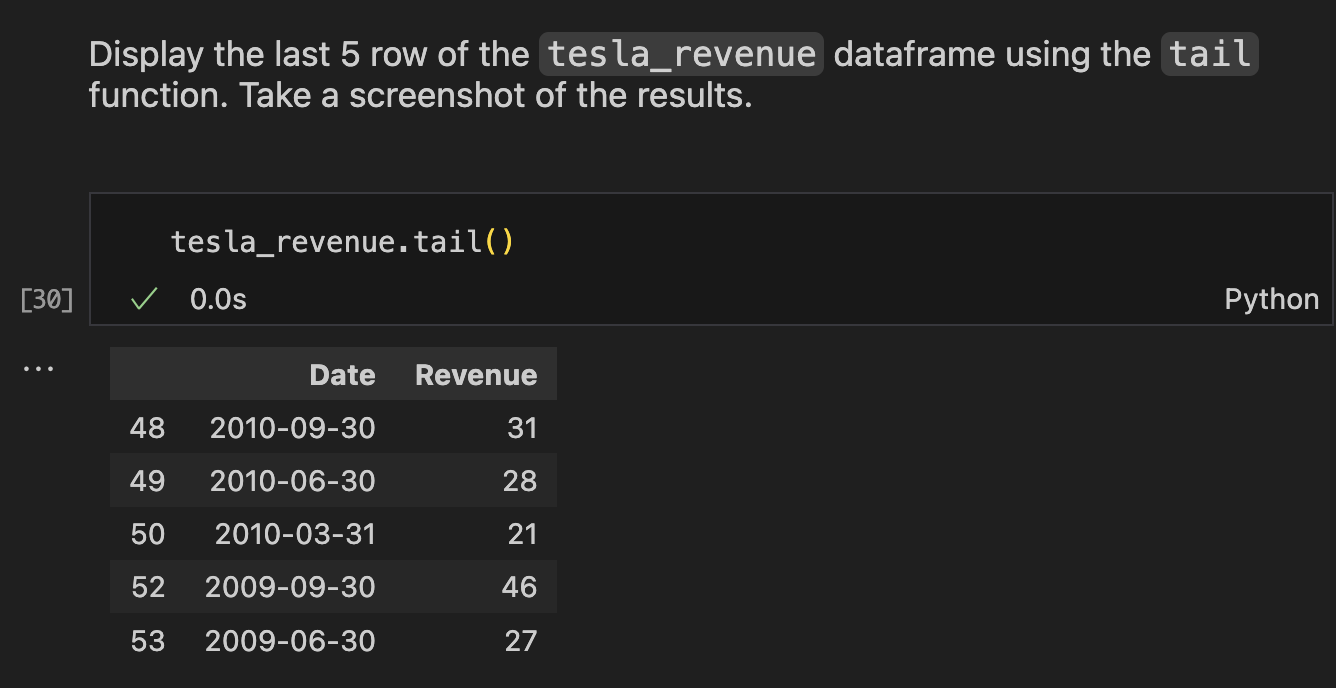 Display the last 5 row of the tesla_revenue dataframe using the tail
function. Take a screenshot of the results.
tesla_revenue.tail()
[30] ✓ 0.0s Python
...
Date Revenue
48 2010-09-30 31
49 2010-06-30 28
50 2010-03-31 21
52 2009-09-30 46
53 2009-06-30 27